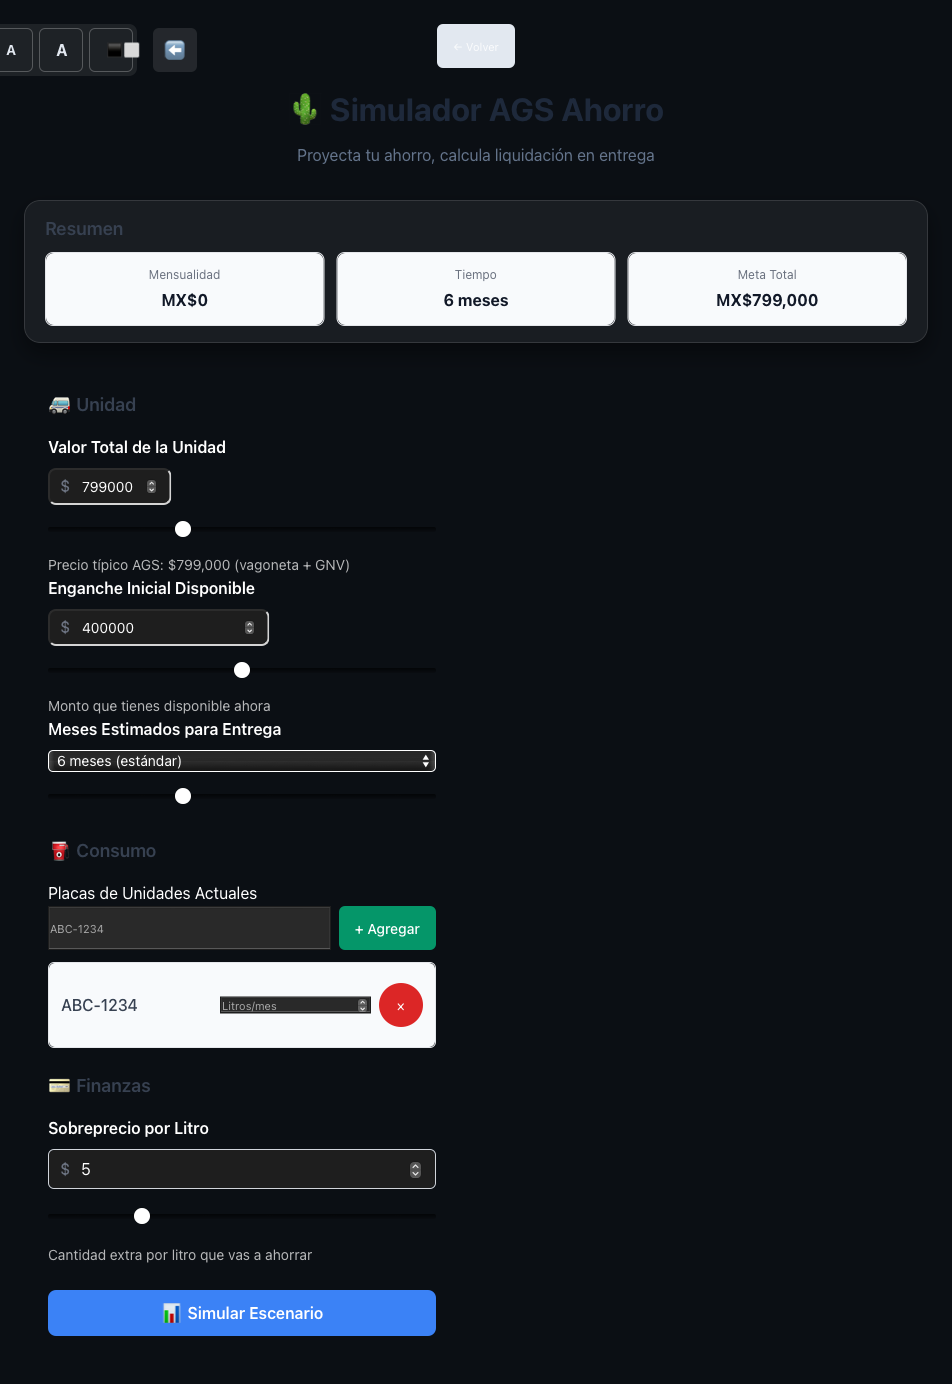 A
A
← Volver
Simulador AGS Ahorro
Proyecta tu ahorro, calcula liquidación en entrega
Resumen
Mensualidad
MX$0
Tiempo
6 meses
Meta Total
MX$799,000
Unidad
Valor Total de la Unidad
$ 799000
Precio típico AGS: $799,000 (vagoneta + GNV)
Enganche Inicial Disponible
$ 400000
Monto que tienes disponible ahora
Meses Estimados para Entrega
6 meses (estándar)
Consumo
Placas de Unidades Actuales
ABC-1234
+ Agregar
ABC-1234
Litros/mes
×
Finanzas
Sobreprecio por Litro
$ 5
Cantidad extra por litro que vas a ahorrar
Simular Escenario